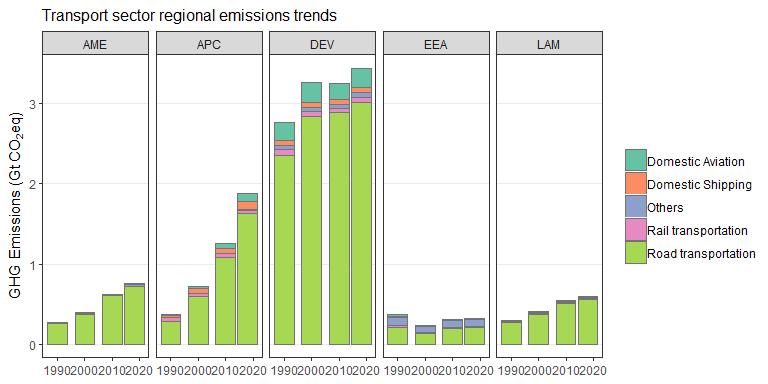 Transport sector regional emissions trends
AME APC DEV EEA LAM
GHG Emissions (Gt CO₂eq)
3
2
1
0
1990 2000 2010 2020 1990 2000 2010 2020 1990 2000 2010 2020 1990 2000 2010 2020 1990 2000 2010 2020
Domestic Aviation
Domestic Shipping
Others
Rail transportation
Road transportation